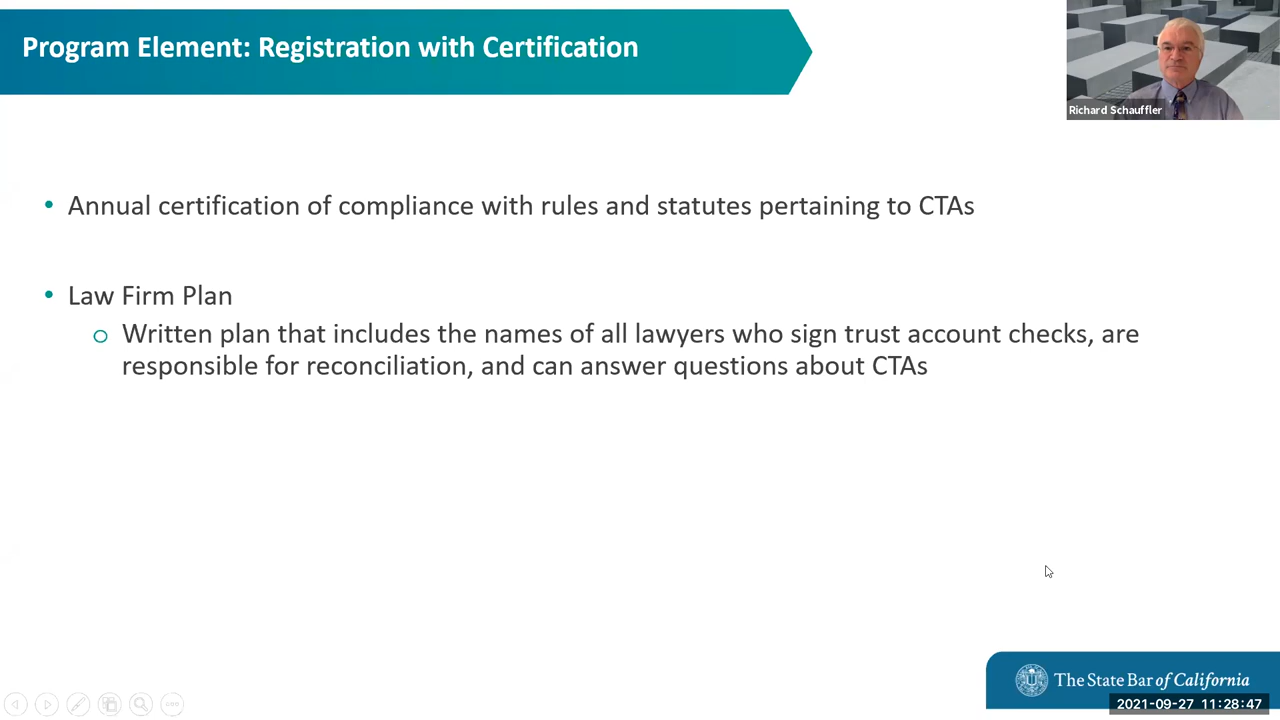 Program Element: Registration with Certification
Richard Schauffler
• Annual certification of compliance with rules and statutes pertaining to CTAs
• Law Firm Plan
o Written plan that includes the names of all lawyers who sign trust account checks, are
responsible for reconciliation, and can answer questions about CTAs
The State Bar of California
2021-09-27 11:28:47